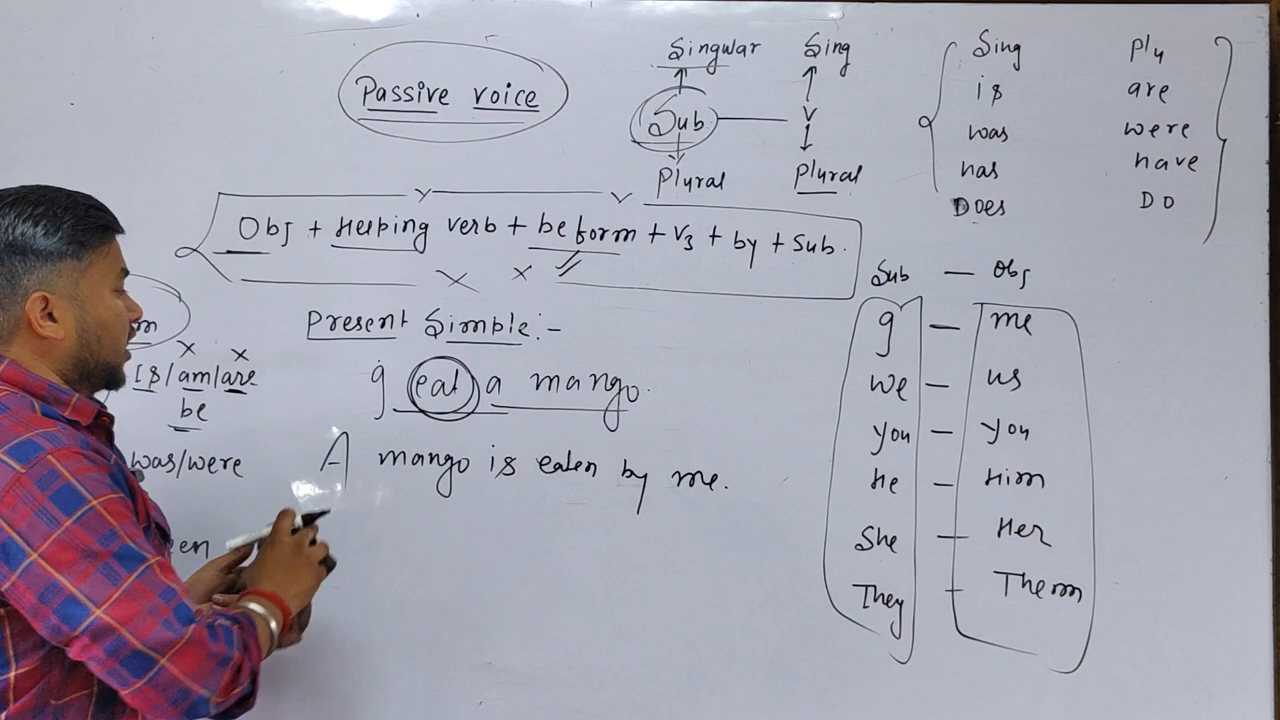 Passive voice
Singular Sing
Sub V
Plural Plural
Sing Plu
is are
was were
has have
Does Do
Obj + Helping verb + be form + V3 + by + Sub.
Sub — Obj
I — me
we — us
you — you
He — Him
She — Her
They — Them
Present Simple:-
I eat a mango.
A mango is eaten by me.
Is/am/are
be
was/were